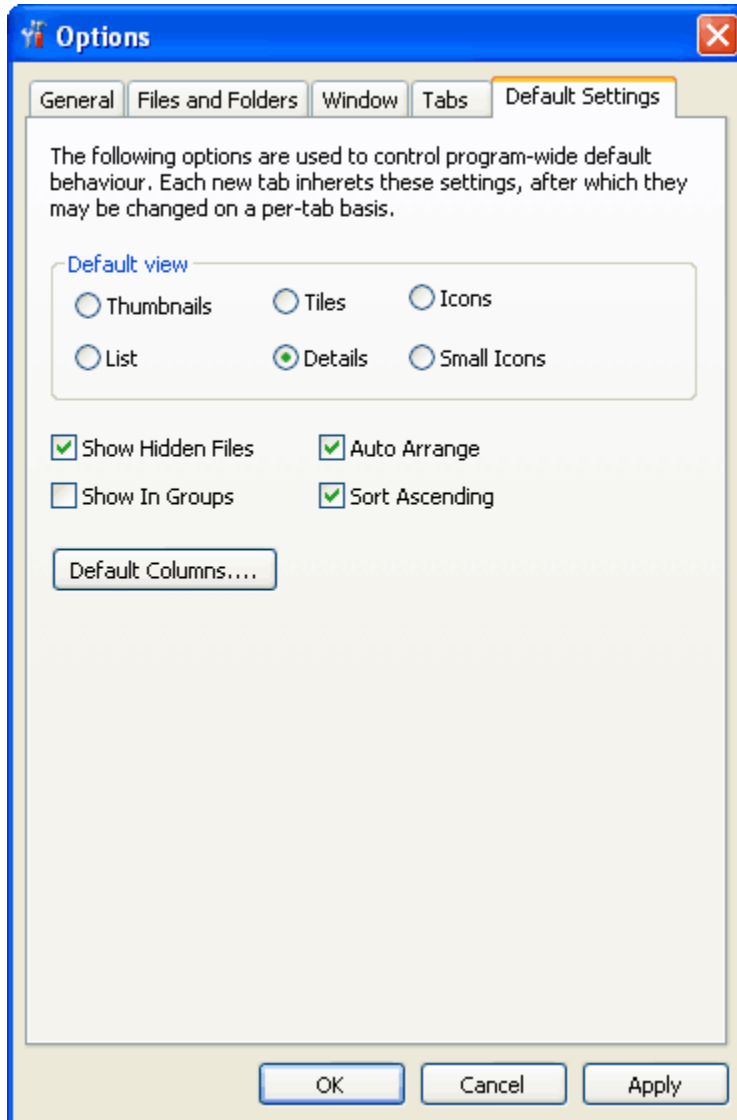 Options
General Files and Folders Window Tabs Default Settings
The following options are used to control program-wide default
behaviour. Each new tab inherets these settings, after which they
may be changed on a per-tab basis.
Default view
Thumbnails Tiles Icons
List Details Small Icons
Show Hidden Files Auto Arrange
Show In Groups Sort Ascending
Default Columns....
OK Cancel Apply